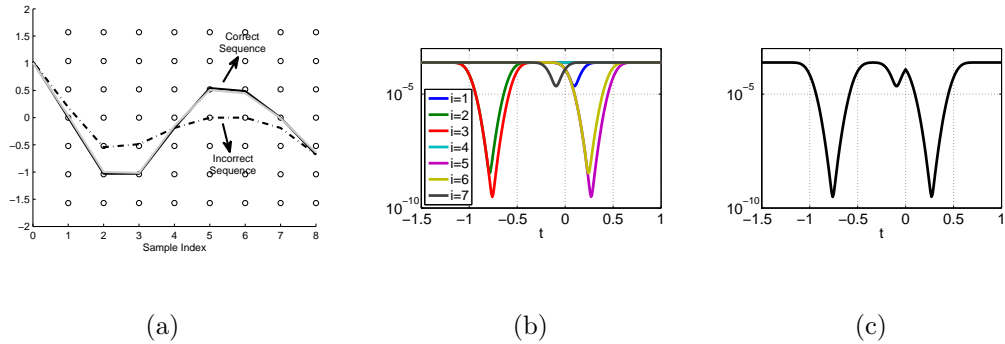 2
1.5
1
0.5
0
−0.5
−1
−1.5
−2
0 1 2 3 4 5 6 7 8
Sample Index
Correct
Sequence
Incorrect
Sequence
(a)
10⁻⁵
10⁻¹⁰
i=1
i=2
i=3
i=4
i=5
i=6
i=7
−1.5 −1 −0.5 0 0.5 1
t
(b)
10⁻⁵
10⁻¹⁰
−1.5 −1 −0.5 0 0.5 1
t
(c)